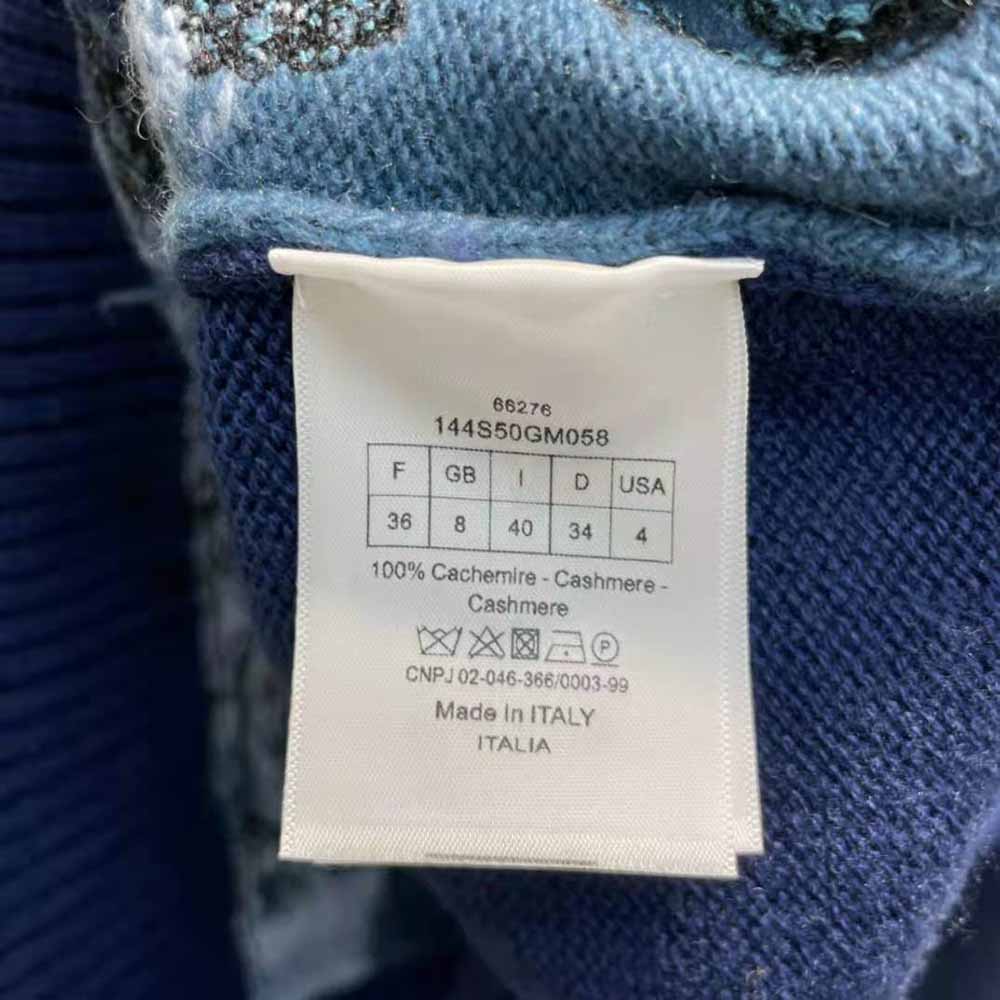 66276
144S50GM058
F GB I D USA
36 8 40 34 4
100% Cachemire - Cashmere -
Cashmere
P
CNPJ 02-046-366/0003-99
Made in ITALY
ITALIA